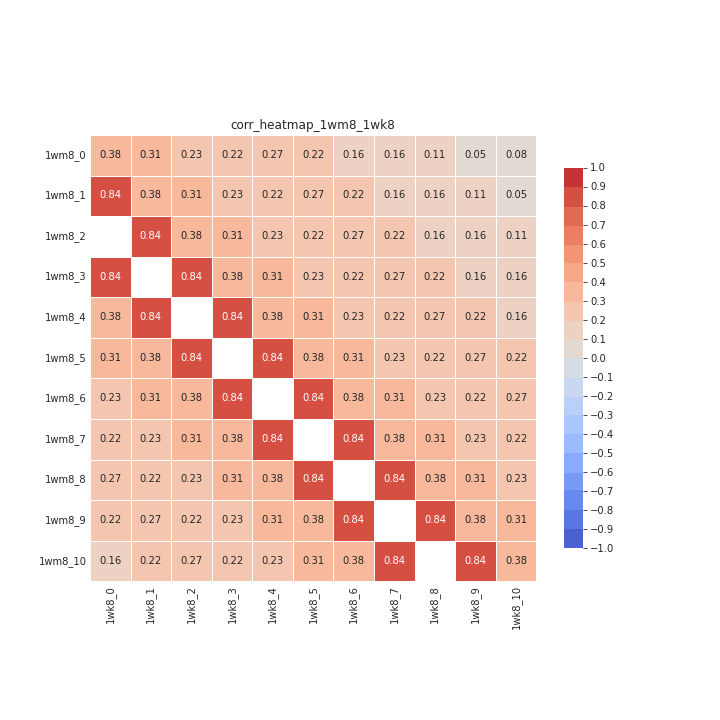 corr_heatmap_1wm8_1wk8
1wm8_0 0.38 0.31 0.23 0.22 0.27 0.22 0.16 0.16 0.11 0.05 0.08
1wm8_1 0.84 0.38 0.31 0.23 0.22 0.27 0.22 0.16 0.16 0.11 0.05
1wm8_2 0.84 0.38 0.31 0.23 0.22 0.27 0.22 0.16 0.16 0.11
1wm8_3 0.84 0.84 0.38 0.31 0.23 0.22 0.27 0.22 0.16 0.16
1wm8_4 0.38 0.84 0.84 0.38 0.31 0.23 0.22 0.27 0.22 0.16
1wm8_5 0.31 0.38 0.84 0.84 0.38 0.31 0.23 0.22 0.27 0.22
1wm8_6 0.23 0.31 0.38 0.84 0.84 0.38 0.31 0.23 0.22 0.27
1wm8_7 0.22 0.23 0.31 0.38 0.84 0.84 0.38 0.31 0.23 0.22
1wm8_8 0.27 0.22 0.23 0.31 0.38 0.84 0.84 0.38 0.31 0.23
1wm8_9 0.22 0.27 0.22 0.23 0.31 0.38 0.84 0.84 0.38 0.31
1wm8_10 0.16 0.22 0.27 0.22 0.23 0.31 0.38 0.84 0.84 0.38
1wk8_0 1wk8_1 1wk8_2 1wk8_3 1wk8_4 1wk8_5 1wk8_6 1wk8_7 1wk8_8 1wk8_9 1wk8_10
1.0
0.9
0.8
0.7
0.6
0.5
0.4
0.3
0.2
0.1
0.0
−0.1
−0.2
−0.3
−0.4
−0.5
−0.6
−0.7
−0.8
−0.9
−1.0